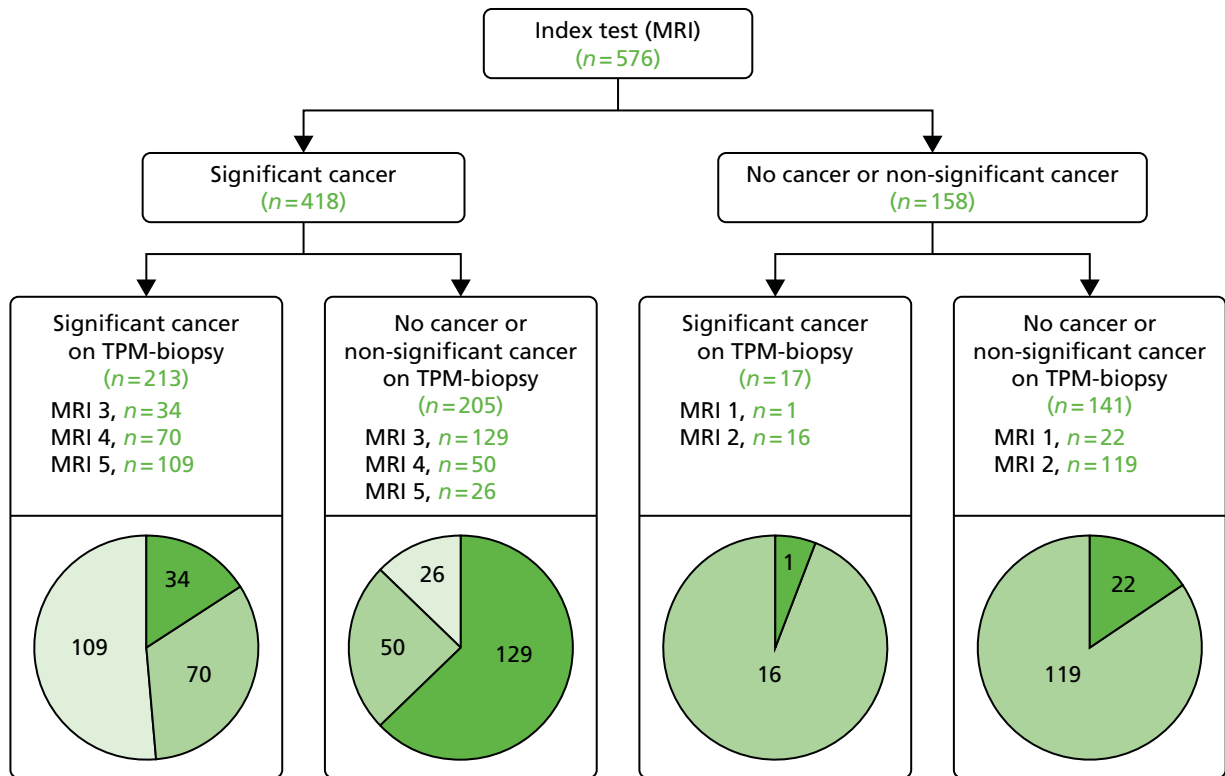 Index test (MRI)
(n=576)
Significant cancer
(n=418)
No cancer or non-significant cancer
(n=158)
Significant cancer
on TPM-biopsy
(n=213)
MRI 3, n=34
MRI 4, n=70
MRI 5, n=109
No cancer or
non-significant cancer
on TPM-biopsy
(n=205)
MRI 3, n=129
MRI 4, n=50
MRI 5, n=26
Significant cancer
on TPM-biopsy
(n=17)
MRI 1, n=1
MRI 2, n=16
No cancer or
non-significant cancer
on TPM-biopsy
(n=141)
MRI 1, n=22
MRI 2, n=119
34
109
70
26
50
129
1
16
22
119